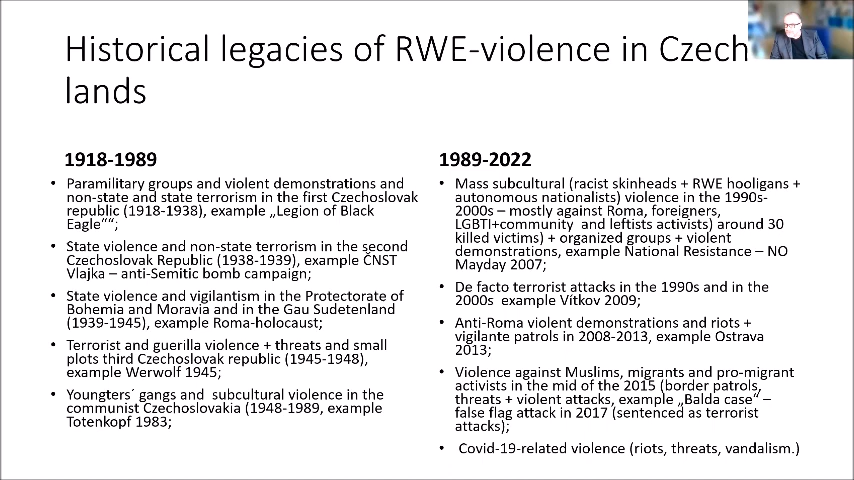 Historical legacies of RWE-violence in Czech
lands
1918-1989
• Paramilitary groups and violent demonstrations and
non-state and state terrorism in the first Czechoslovak
republic (1918-1938), example „Legion of Black
Eagle““;
• State violence and non-state terrorism in the second
Czechoslovak Republic (1938-1939), example ČNST
Vlajka – anti-Semitic bomb campaign;
• State violence and vigilantism in the Protectorate of
Bohemia and Moravia and in the Gau Sudetenland
(1939-1945), example Roma-holocaust;
• Terrorist and guerilla violence + threats and small
plots third Czechoslovak republic (1945-1948),
example Werwolf 1945;
• Youngters´ gangs and subcultural violence in the
communist Czechoslovakia (1948-1989, example
Totenkopf 1983;
1989-2022
• Mass subcultural (racist skinheads + RWE hooligans +
autonomous nationalists) violence in the 1990s-
2000s – mostly against Roma, foreigners,
LGBTI+community and leftists activists) around 30
killed victims) + organized groups + violent
demonstrations, example National Resistance – NO
Mayday 2007;
• De facto terrorist attacks in the 1990s and in the
2000s example Vítkov 2009;
• Anti-Roma violent demonstrations and riots +
vigilante patrols in 2008-2013, example Ostrava
2013;
• Violence against Muslims, migrants and pro-migrant
activists in the mid of the 2015 (border patrols,
threats + violent attacks, example „Balda case“ –
false flag attack in 2017 (sentenced as terrorist
attacks);
• Covid-19-related violence (riots, threats, vandalism.)